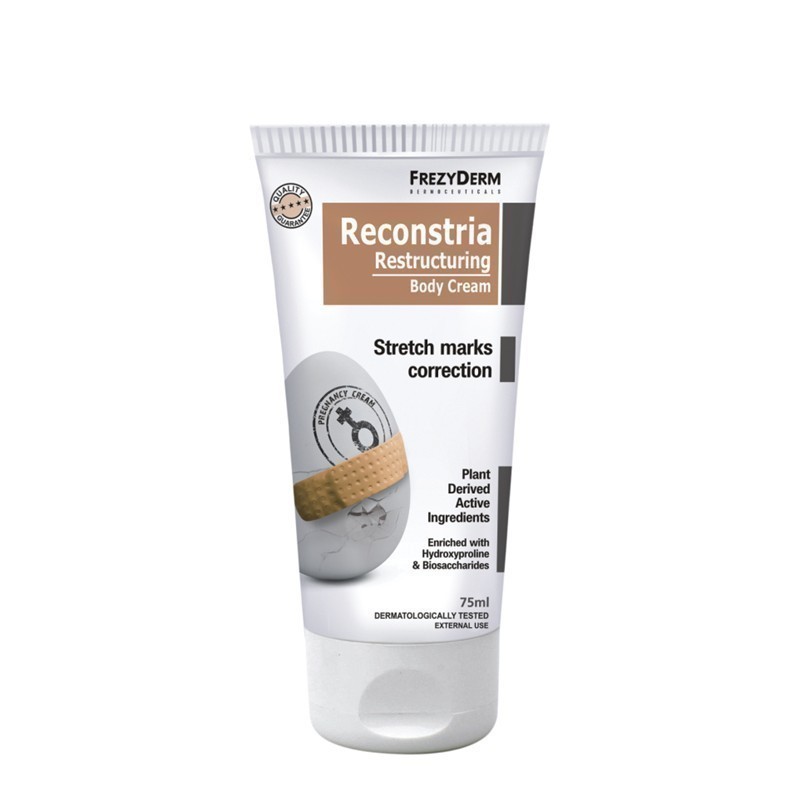 FREZYDERM
DERMOCEUTICALS
QUALITY
GUARANTEE
Reconstria
Restructuring
Body Cream
Stretch marks
correction
PREGNANCY CREAM
Plant
Derived
Active
Ingredients
Enriched with
Hydroxyproline
& Biosaccharides
75ml
DERMATOLOGICALLY TESTED
EXTERNAL USE